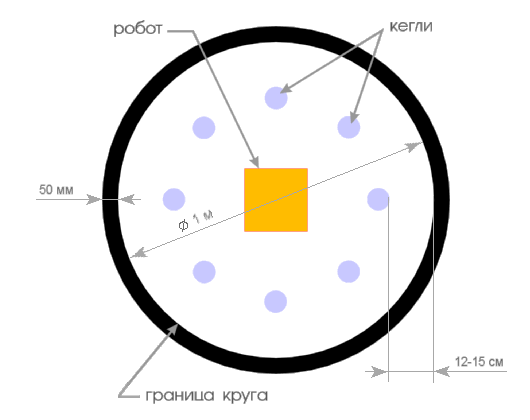 робот
кегли
50 мм
Ф 1 м
12-15 см
граница круга